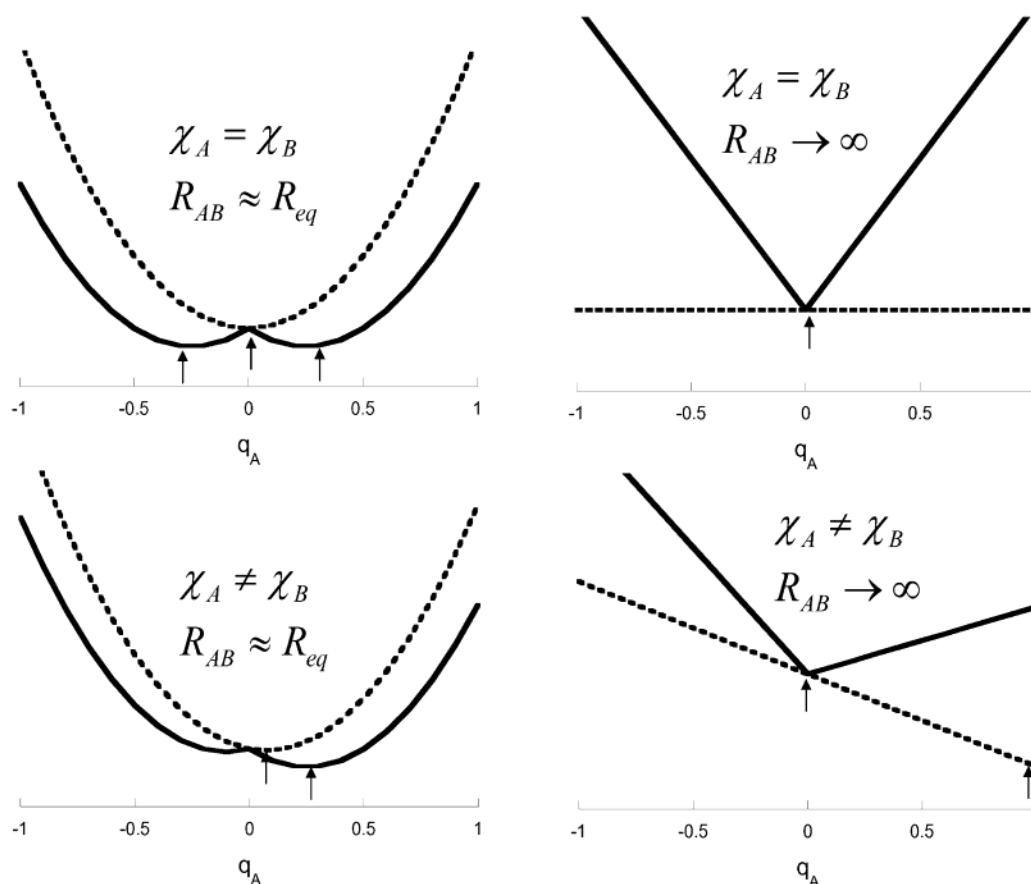 χ_A = χ_B
R_AB ≈ R_eq
-1 -0.5 0 0.5 1
q_A
χ_A = χ_B
R_AB → ∞
-1 -0.5 0 0.5
q_A
χ_A ≠ χ_B
R_AB ≈ R_eq
-1 -0.5 0 0.5 1
q_A
χ_A ≠ χ_B
R_AB → ∞
-1 -0.5 0 0.5
q_A